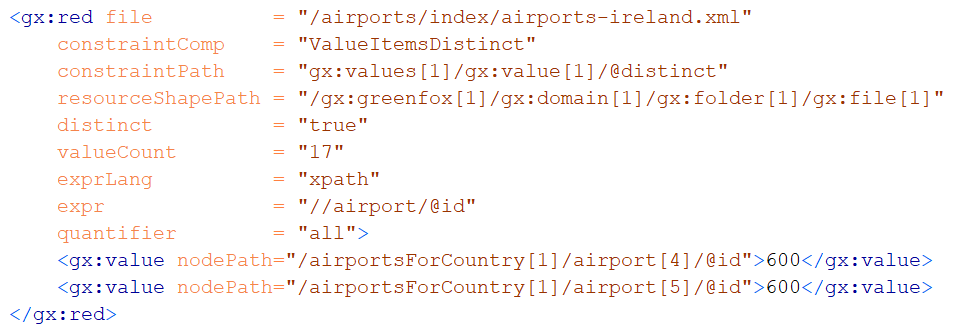 <gx:red file          = "/airports/index/airports-ireland.xml"
    constraintComp    = "ValueItemsDistinct"
    constraintPath    = "gx:values[1]/gx:value[1]/@distinct"
    resourceShapePath = "/gx:greenfox[1]/gx:domain[1]/gx:folder[1]/gx:file[1]"
    distinct          = "true"
    valueCount        = "17"
    exprLang          = "xpath"
    expr              = "//airport/@id"
    quantifier        = "all">
    <gx:value nodePath="/airportsForCountry[1]/airport[4]/@id">600</gx:value>
    <gx:value nodePath="/airportsForCountry[1]/airport[5]/@id">600</gx:value>
</gx:red>